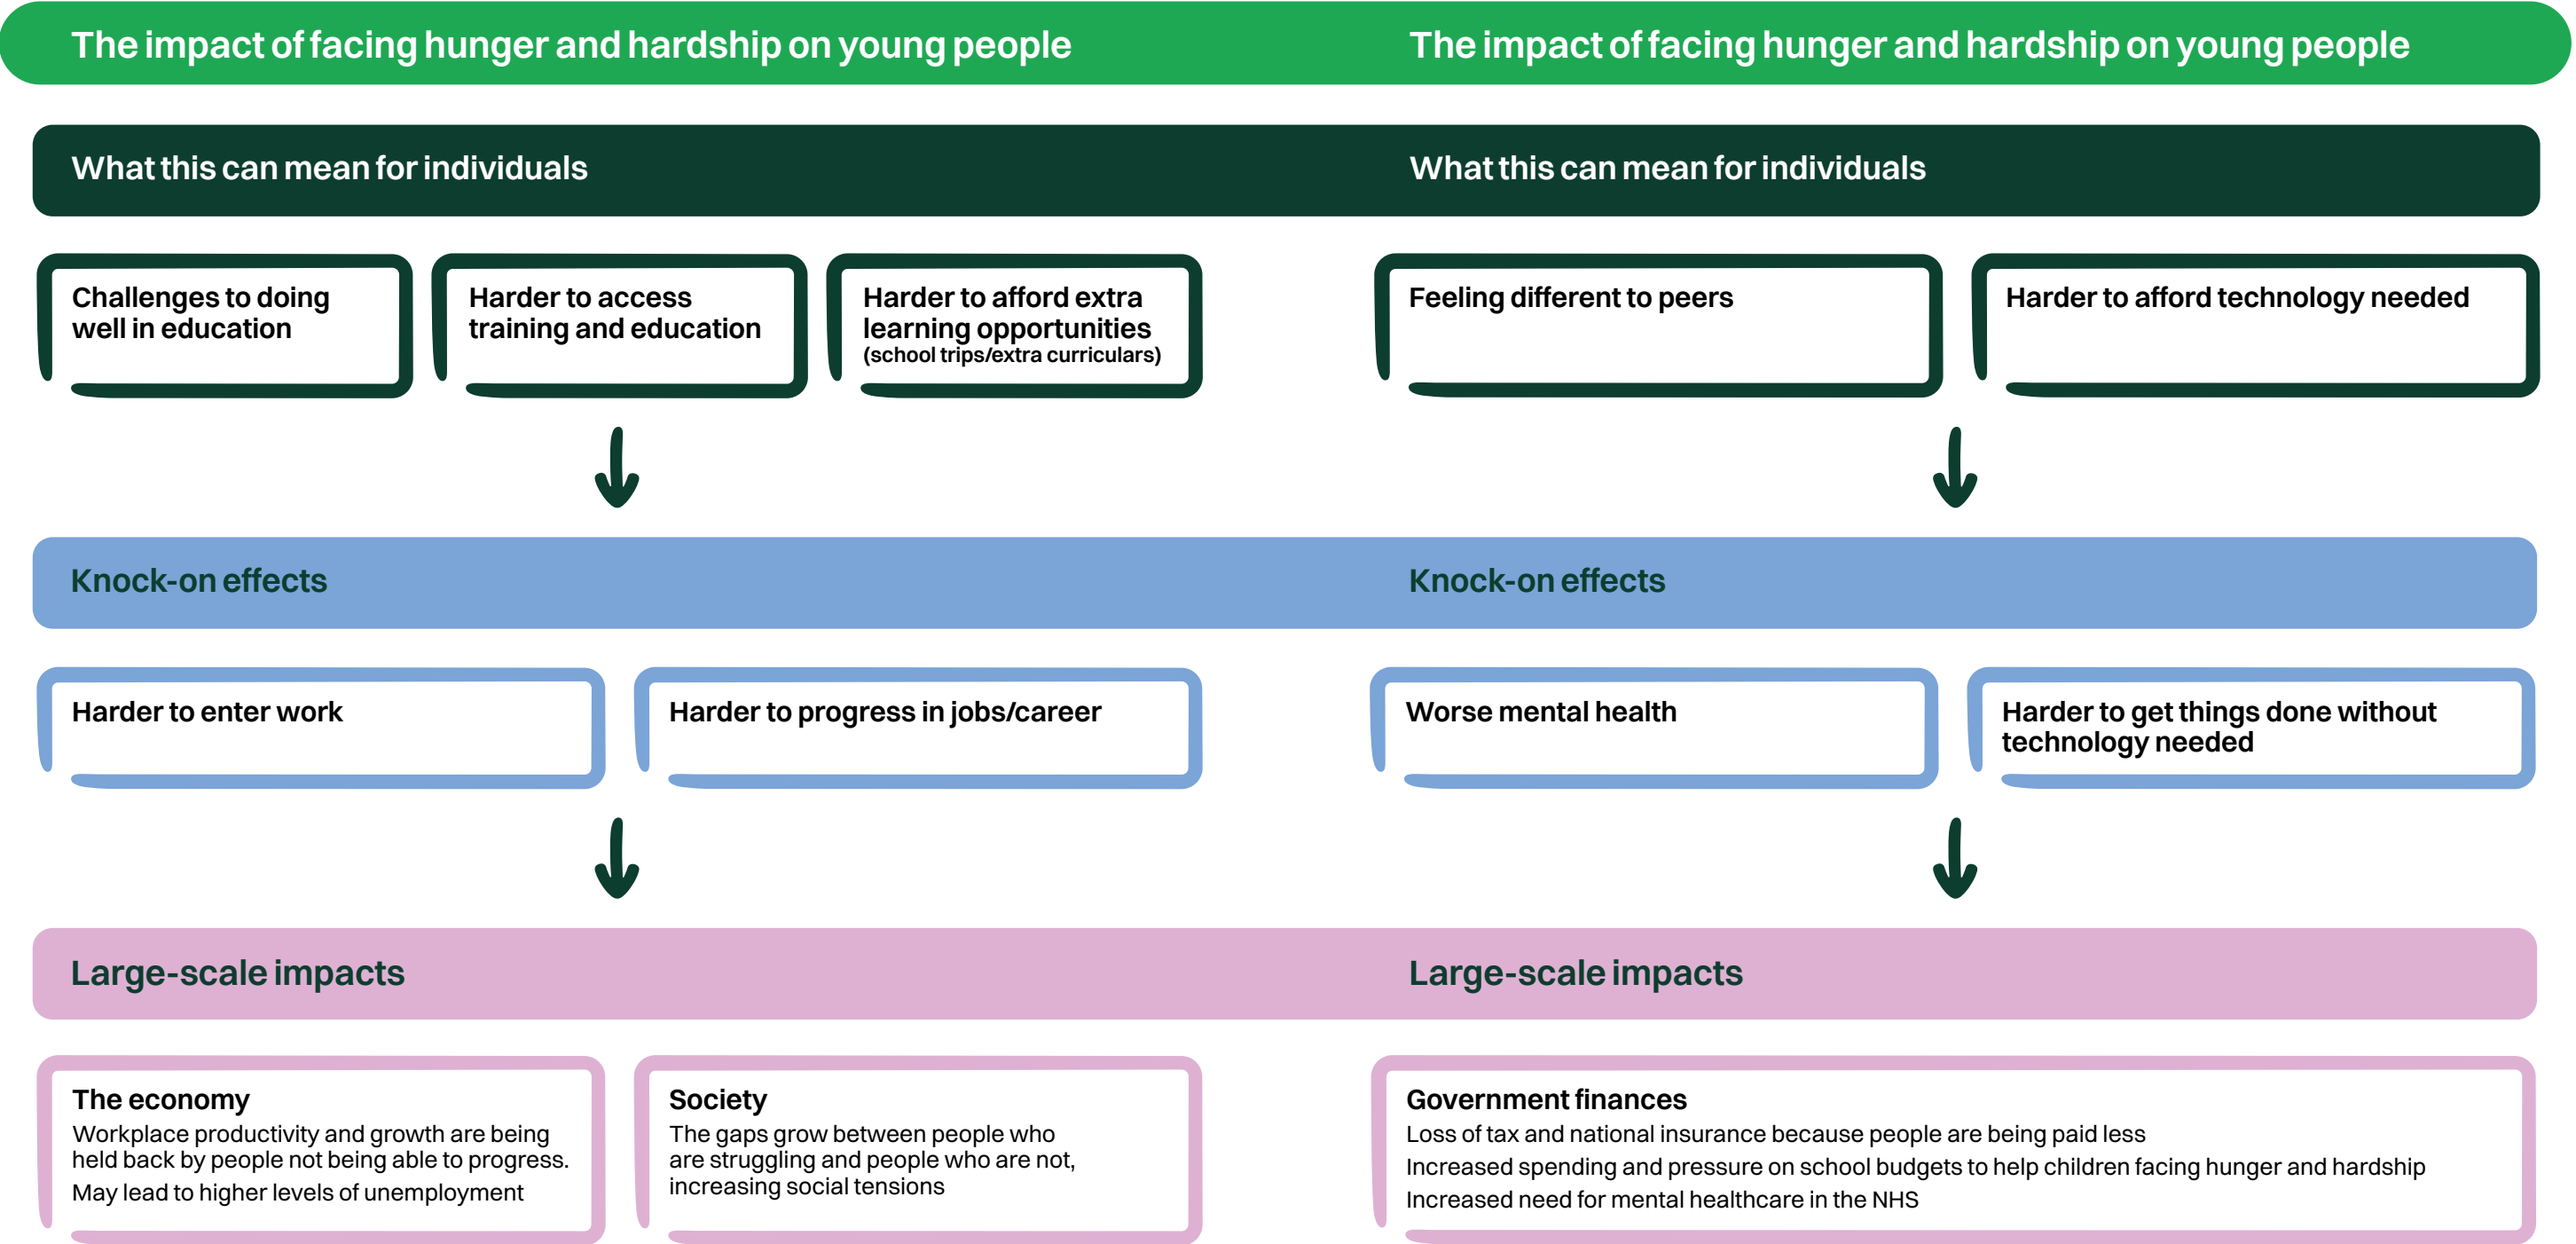 The impact of facing hunger and hardship on young people
What this can mean for individuals
Challenges to doing
well in education
Harder to access
training and education
Harder to afford extra
learning opportunities
(school trips/extra curriculars)
Knock-on effects
Harder to enter work
Harder to progress in jobs/career
Large-scale impacts
The economy
Workplace productivity and growth are being
held back by people not being able to progress.
May lead to higher levels of unemployment
Society
The gaps grow between people who
are struggling and people who are not,
increasing social tensions
The impact of facing hunger and hardship on young people
What this can mean for individuals
Feeling different to peers
Harder to afford technology needed
Knock-on effects
Worse mental health
Harder to get things done without
technology needed
Large-scale impacts
Government finances
Loss of tax and national insurance because people are being paid less
Increased spending and pressure on school budgets to help children facing hunger and hardship
Increased need for mental healthcare in the NHS